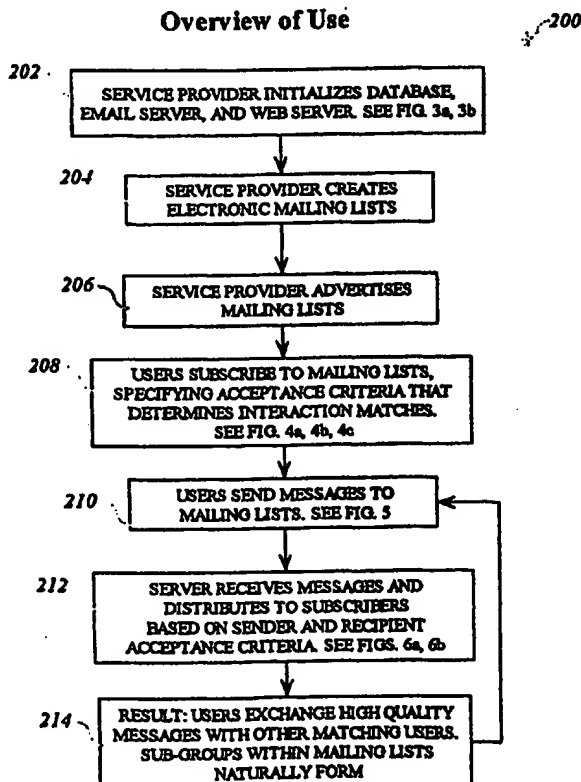 Overview of Use
200
202
SERVICE PROVIDER INITIALIZES DATABASE,
EMAIL SERVER, AND WEB SERVER. SEE FIG. 3a, 3b
204
SERVICE PROVIDER CREATES
ELECTRONIC MAILING LISTS
206
SERVICE PROVIDER ADVERTISES
MAILING LISTS
208
USERS SUBSCRIBE TO MAILING LISTS,
SPECIFYING ACCEPTANCE CRITERIA THAT
DETERMINES INTERACTION MATCHES.
SEE FIG. 4a, 4b, 4c
210
USERS SEND MESSAGES TO
MAILING LISTS. SEE FIG. 5
212
SERVER RECEIVES MESSAGES AND
DISTRIBUTES TO SUBSCRIBERS
BASED ON SENDER AND RECIPIENT
ACCEPTANCE CRITERIA. SEE FIGS. 6a, 6b
214
RESULT: USERS EXCHANGE HIGH QUALITY
MESSAGES WITH OTHER MATCHING USERS.
SUB-GROUPS WITHIN MAILING LISTS
NATURALLY FORM